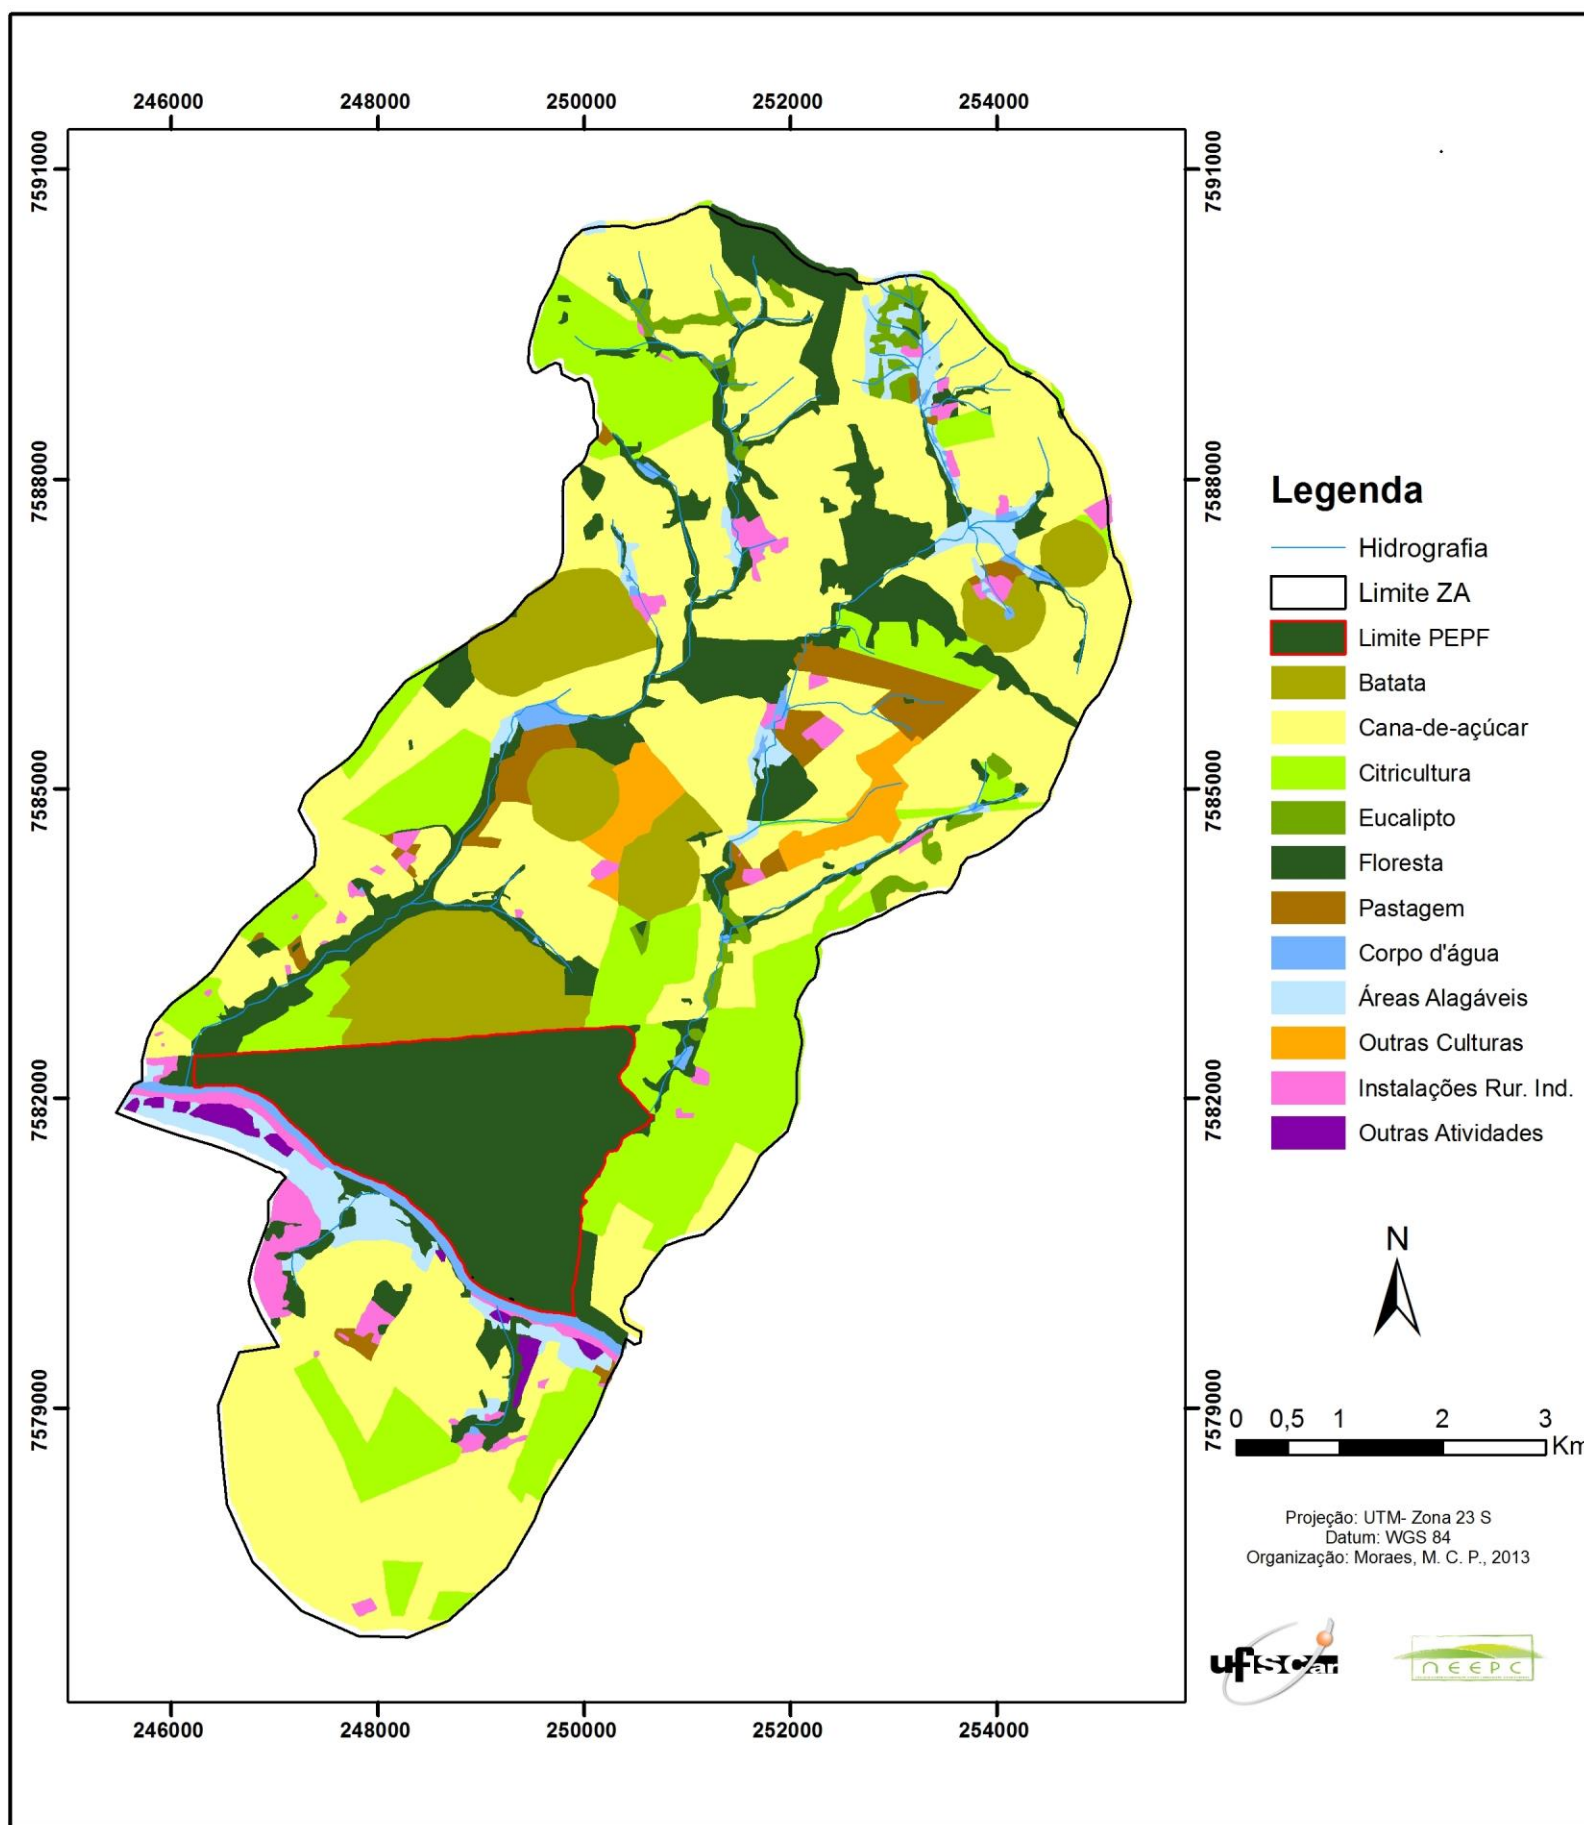 246000 248000 250000 252000 254000
7591000 7591000
7588000 7588000
7585000 7585000
7582000 7582000
7579000 7579000
246000 248000 250000 252000 254000
Legenda
Hidrografia
Limite ZA
Limite PEPF
Batata
Cana-de-açúcar
Citricultura
Eucalipto
Floresta
Pastagem
Corpo d'água
Áreas Alagáveis
Outras Culturas
Instalações Rur. Ind.
Outras Atividades
N
0 0,5 1 2 3
Km
Projeção: UTM- Zona 23 S
Datum: WGS 84
Organização: Moraes, M. C. P., 2013
ufscar
NEEPC